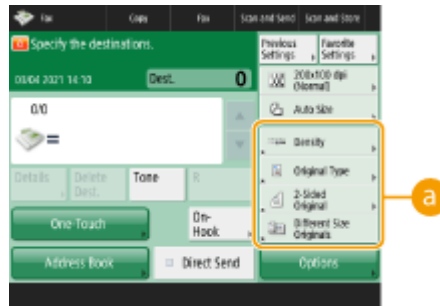 Fax Copy Fax Scan and Send Scan and Store
Specify the destinations.
Previous Settings
Favorite Settings
03/04 2021 14:10 Dest. 0
200x100 dpi (Normal)
0/0
Auto Size
=
Density
Original Type
Details
Delete Dest.
Tone
R
2-Sided Original
One-Touch
On-Hook
Different Size Originals
Address Book
Direct Send
Options
a